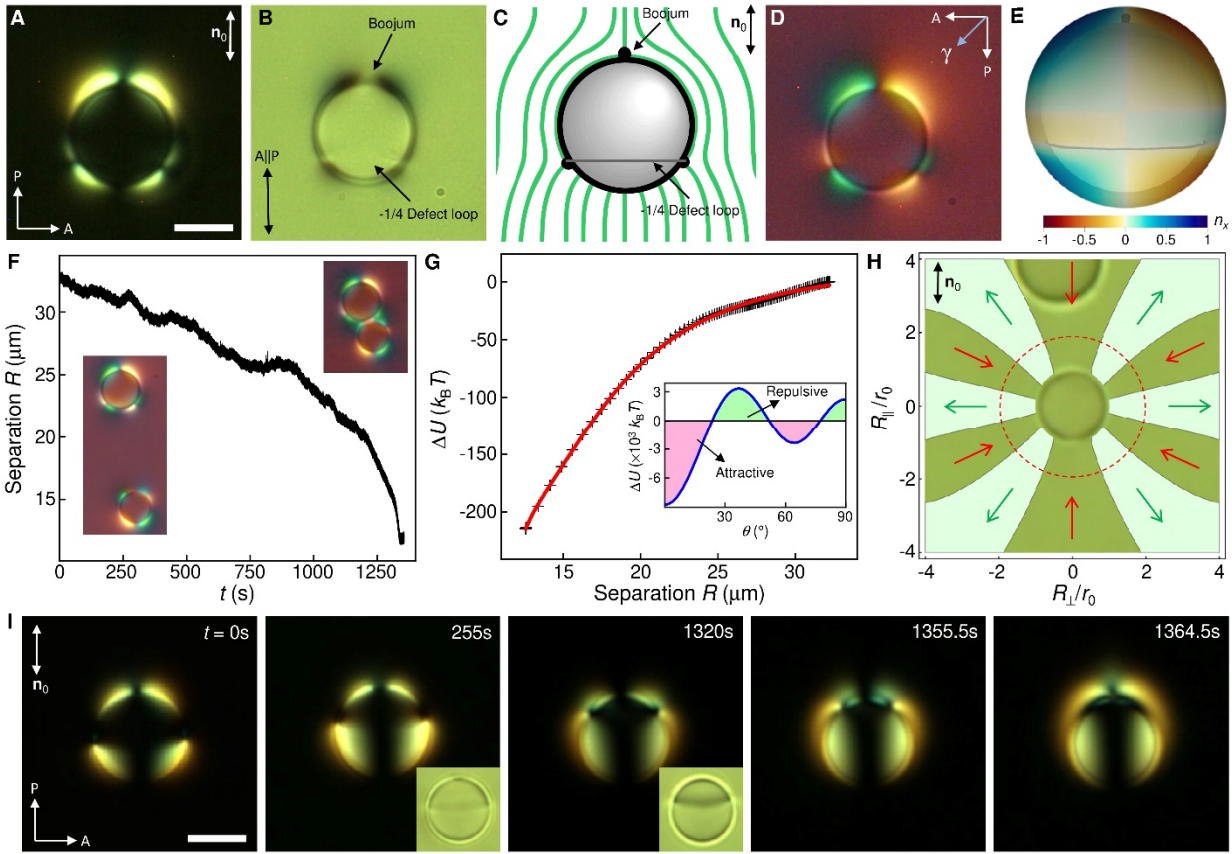 A
n₀
P
A
B
Boojum
A||P
-1/4 Defect loop
C
Boojum
n₀
-1/4 Defect loop
D
A
γ
P
E
nₓ
-1 -0.5 0 0.5 1
F
Separation R (μm)
30
25
20
15
0 250 500 750 1000 1250
t (s)
G
ΔU (k_BT)
0
-50
-100
-150
-200
15 20 25 30
Separation R (μm)
ΔU (×10³ k_BT)
3
0
-3
-6
Repulsive
Attractive
0 30 60 90
θ (°)
H
n₀
R∥/r₀
4
2
0
-2
-4
-4 -2 0 2 4
R⊥/r₀
I
t = 0s
n₀
P
A
255s
1320s
1355.5s
1364.5s